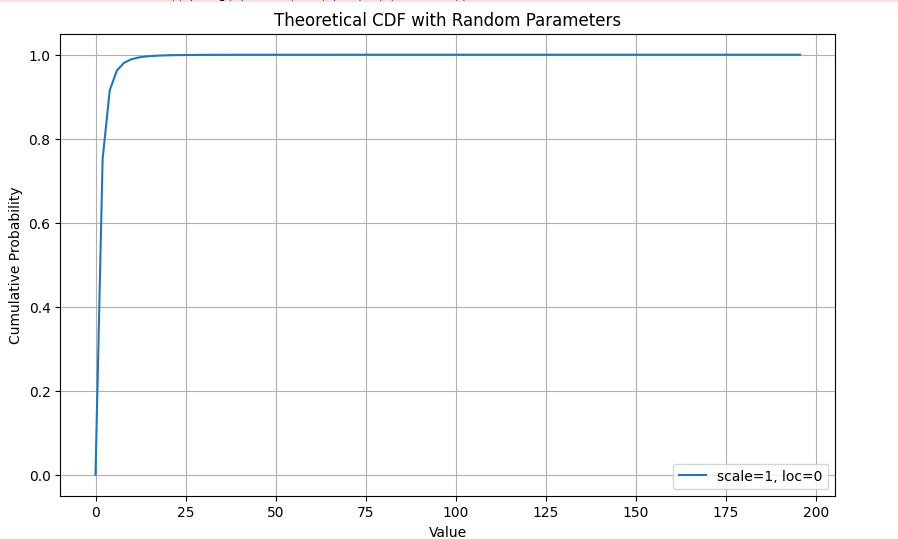 Theoretical CDF with Random Parameters
1.0
0.8
0.6
0.4
0.2
0.0
Cumulative Probability
scale=1, loc=0
0 25 50 75 100 125 150 175 200
Value